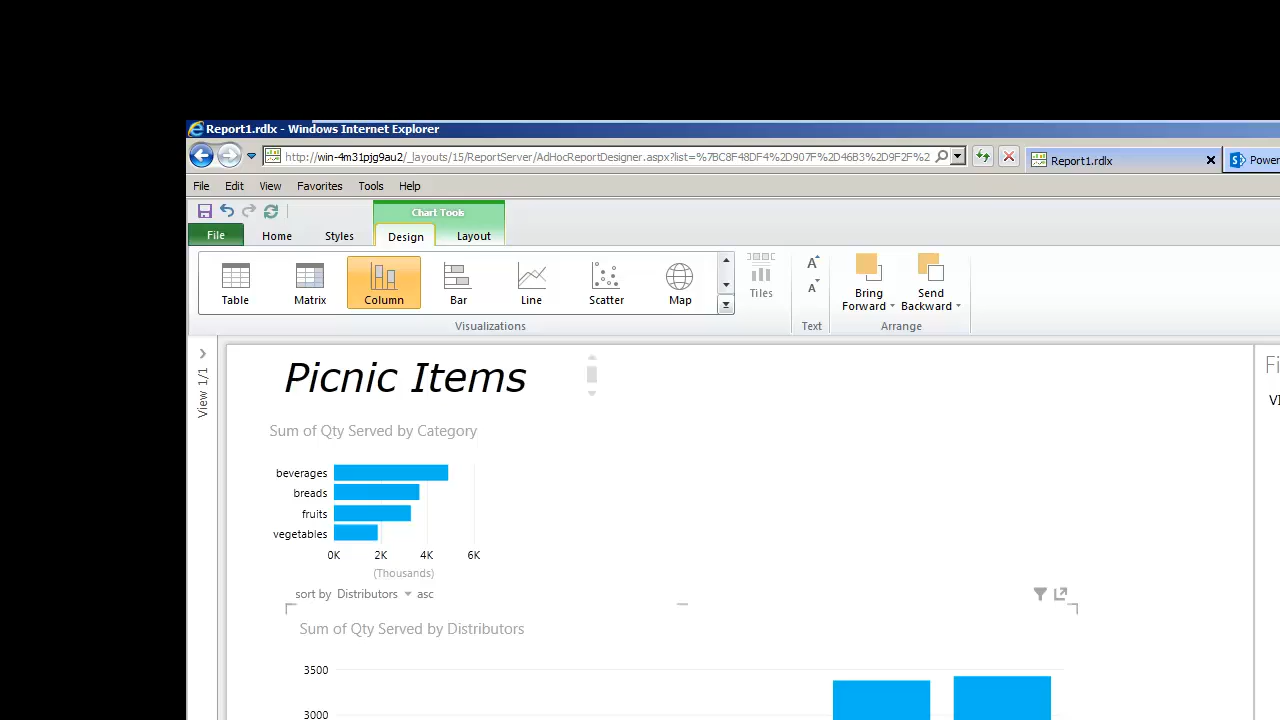 Report1.rdlx - Windows Internet Explorer
http://win-4m31pjg9au2/_layouts/15/ReportServer/AdHocReportDesigner.aspx?list=%7BC8F48DF4%2D907F%2D46B3%2D9F2F%2
Report1.rdlx
Power
File Edit View Favorites Tools Help
Chart Tools
File Home Styles Design Layout
Table Matrix Column Bar Line Scatter Map Tiles
A
A
Bring Forward
Send Backward
Visualizations Text Arrange
View 1/1
Picnic Items
Fi
VI
Sum of Qty Served by Category
beverages
breads
fruits
vegetables
0K 2K 4K 6K
(Thousands)
sort by Distributors asc
Sum of Qty Served by Distributors
3500
3000